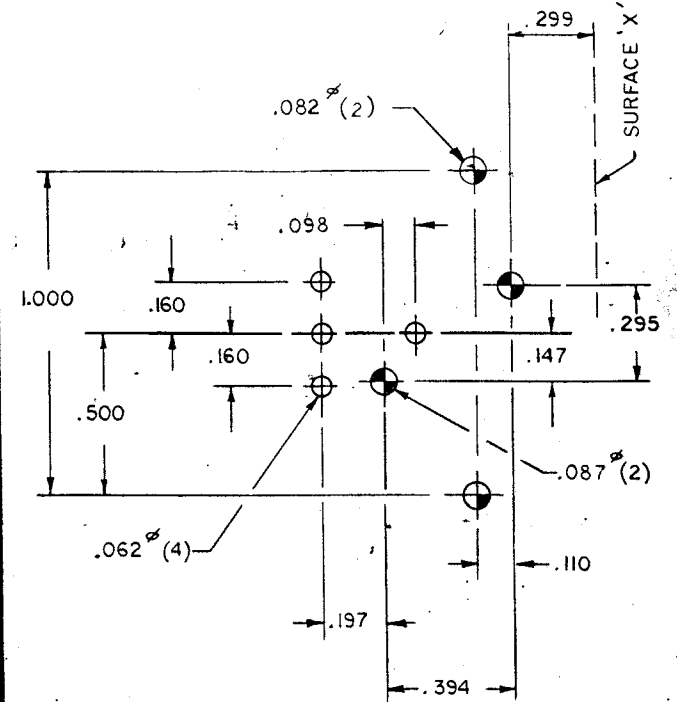 .299
SURFACE 'X'
.082 ⌀ (2)
.098
1.000
.160
.295
.160
.147
.500
.087 ⌀ (2)
.062 ⌀ (4)
.110
.197
.394